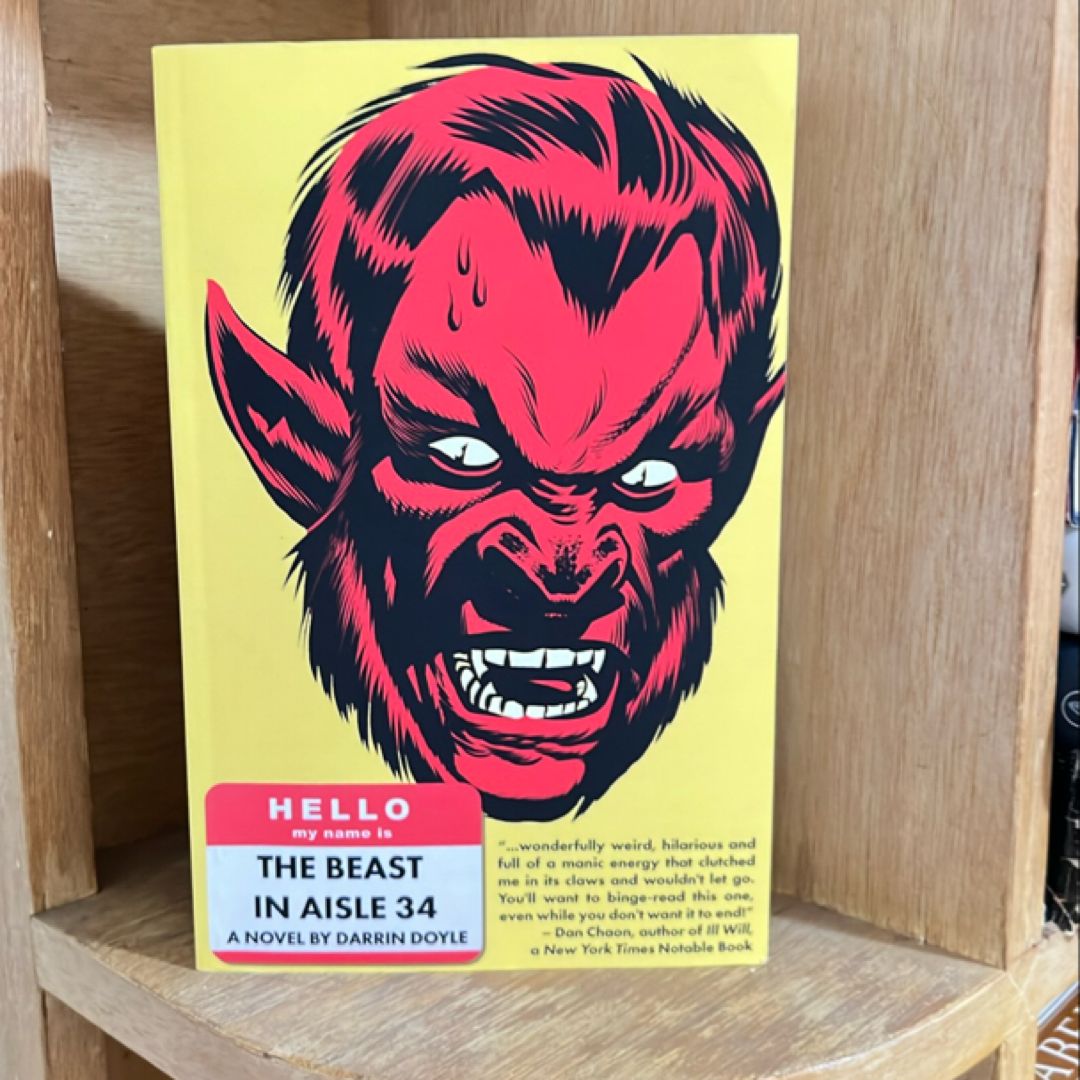 HELLO
my name is
THE BEAST
IN AISLE 34
A NOVEL BY DARRIN DOYLE
"...wonderfully weird, hilarious and
full of a manic energy that clutched
me in its claws and wouldn't let go.
You'll want to binge-read this one,
even while you don't want it to end!"
– Dan Chaon, author of Ill Will,
a New York Times Notable Book